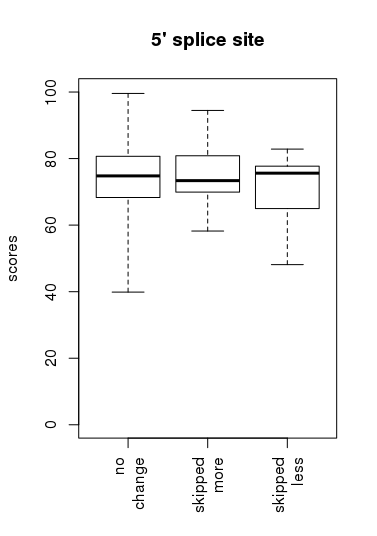 5' splice site
scores
100
80
60
40
20
0
no
change
skipped
more
skipped
less